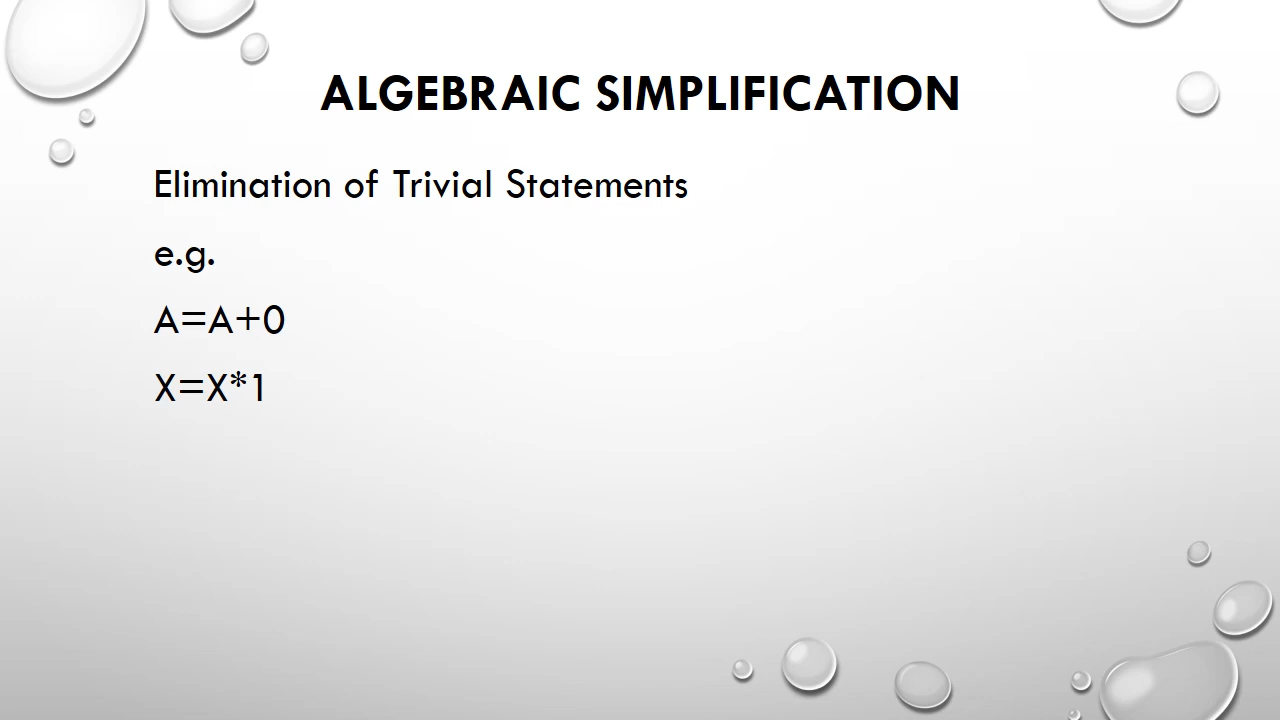 ALGEBRAIC SIMPLIFICATION
Elimination of Trivial Statements
e.g.
A=A+0
X=X*1